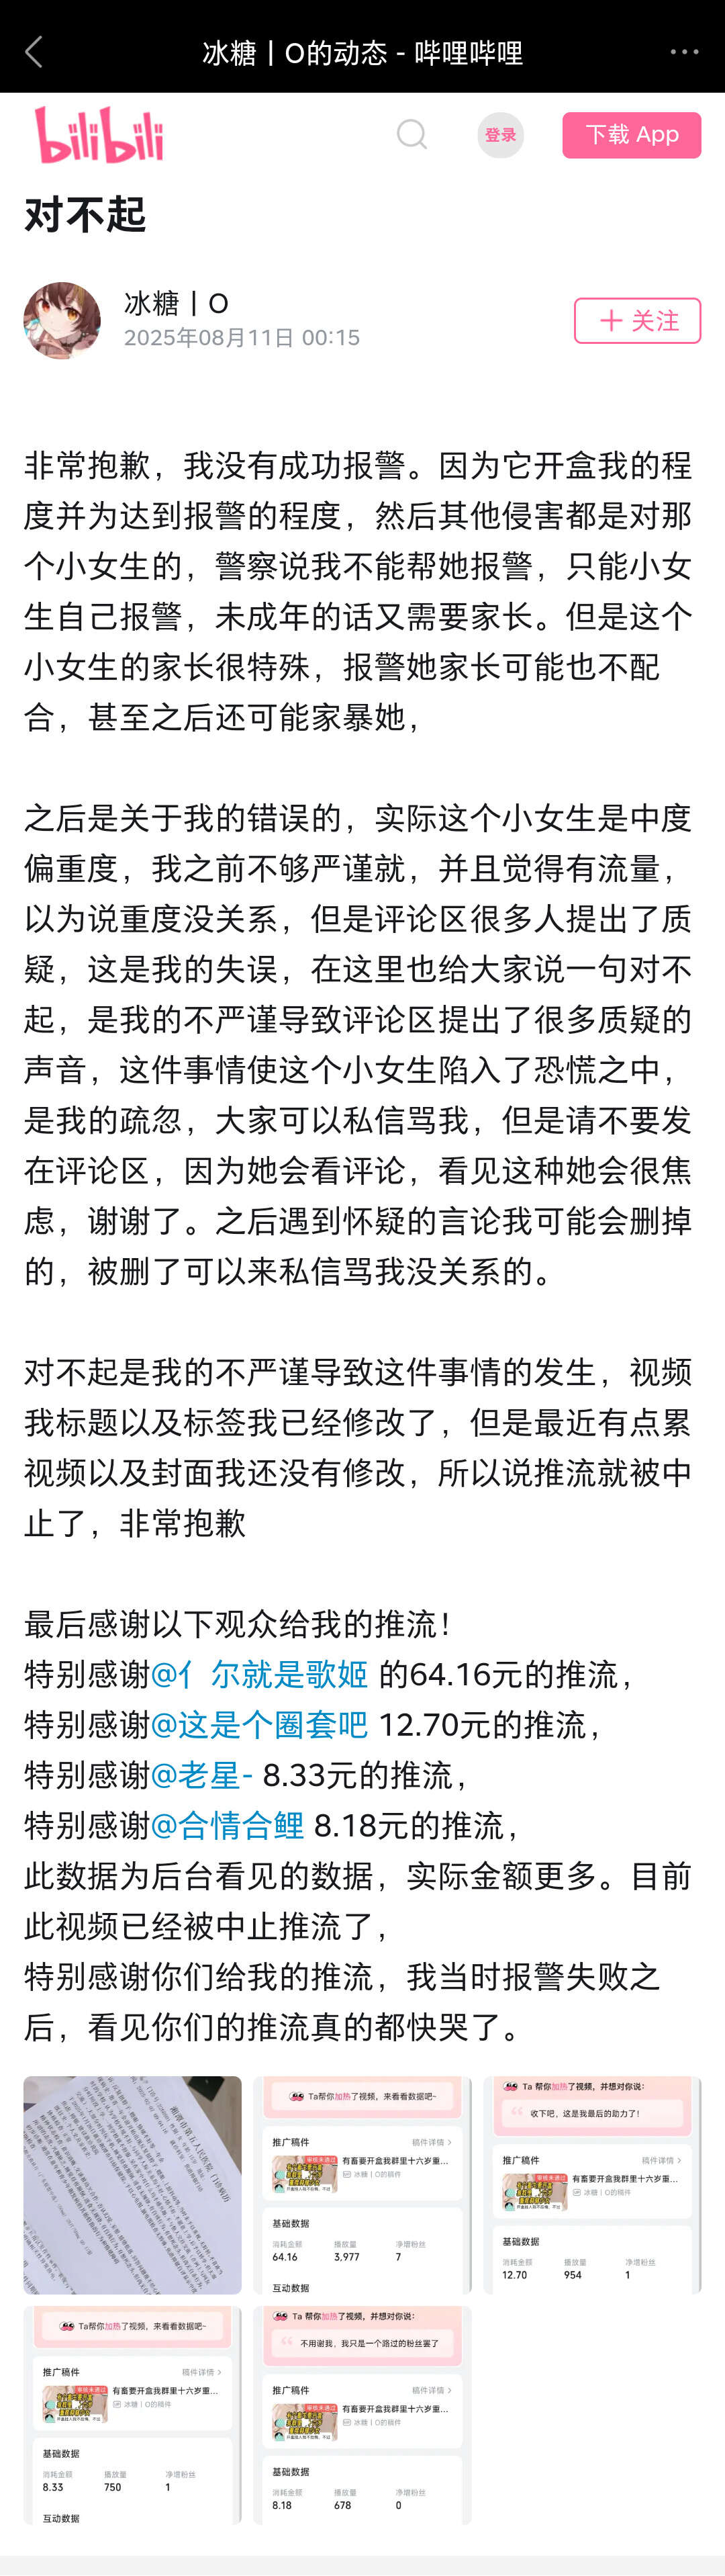 冰糖丨O的动态 - 哔哩哔哩
bilibili
登录
下载 App
对不起
冰糖丨O
2025年08月11日 00:15
关注
非常抱歉，我没有成功报警。因为它开盒我的程
度并为达到报警的程度，然后其他侵害都是对那
个小女生的，警察说我不能帮她报警，只能小女
生自己报警，未成年的话又需要家长。但是这个
小女生的家长很特殊，报警她家长可能也不配
合，甚至之后还可能家暴她，
之后是关于我的错误的，实际这个小女生是中度
偏重度，我之前不够严谨就，并且觉得有流量，
以为说重度没关系，但是评论区很多人提出了质
疑，这是我的失误，在这里也给大家说一句对不
起，是我的不严谨导致评论区提出了很多质疑的
声音，这件事情使这个小女生陷入了恐慌之中，
是我的疏忽，大家可以私信骂我，但是请不要发
在评论区，因为她会看评论，看见这种她会很焦
虑，谢谢了。之后遇到怀疑的言论我可能会删掉
的，被删了可以来私信骂我没关系的。
对不起是我的不严谨导致这件事情的发生，视频
我标题以及标签我已经修改了，但是最近有点累
视频以及封面我还没有修改，所以说推流就被中
止了，非常抱歉
最后感谢以下观众给我的推流！
特别感谢@亻尔就是歌姬 的64.16元的推流，
特别感谢@这是个圈套吧 12.70元的推流，
特别感谢@老星- 8.33元的推流，
特别感谢@合情合鲤 8.18元的推流，
此数据为后台看见的数据，实际金额更多。目前
此视频已经被中止推流了，
特别感谢你们给我的推流，我当时报警失败之
后，看见你们的推流真的都快哭了。
Ta帮你加热了视频，来看看数据吧~
推广稿件
稿件详情 >
有畜要开盒我群里十六岁重...
冰糖丨O的稿件
基础数据
消耗金额 播放量 净增粉丝
64.16 3,977 7
互动数据
Ta 帮你加热了视频，并想对你说：
收下吧，这是我最后的助力了！
推广稿件
稿件详情 >
有畜要开盒我群里十六岁重...
冰糖丨O的稿件
基础数据
消耗金额 播放量 净增粉丝
12.70 954 1
Ta帮你加热了视频，来看看数据吧~
推广稿件
稿件详情 >
有畜要开盒我群里十六岁重...
冰糖丨O的稿件
基础数据
消耗金额 播放量 净增粉丝
8.33 750 1
互动数据
Ta 帮你加热了视频，并想对你说：
不用谢我，我只是一个路过的粉丝罢了
推广稿件
稿件详情 >
有畜要开盒我群里十六岁重...
冰糖丨O的稿件
基础数据
消耗金额 播放量 净增粉丝
8.18 678 0